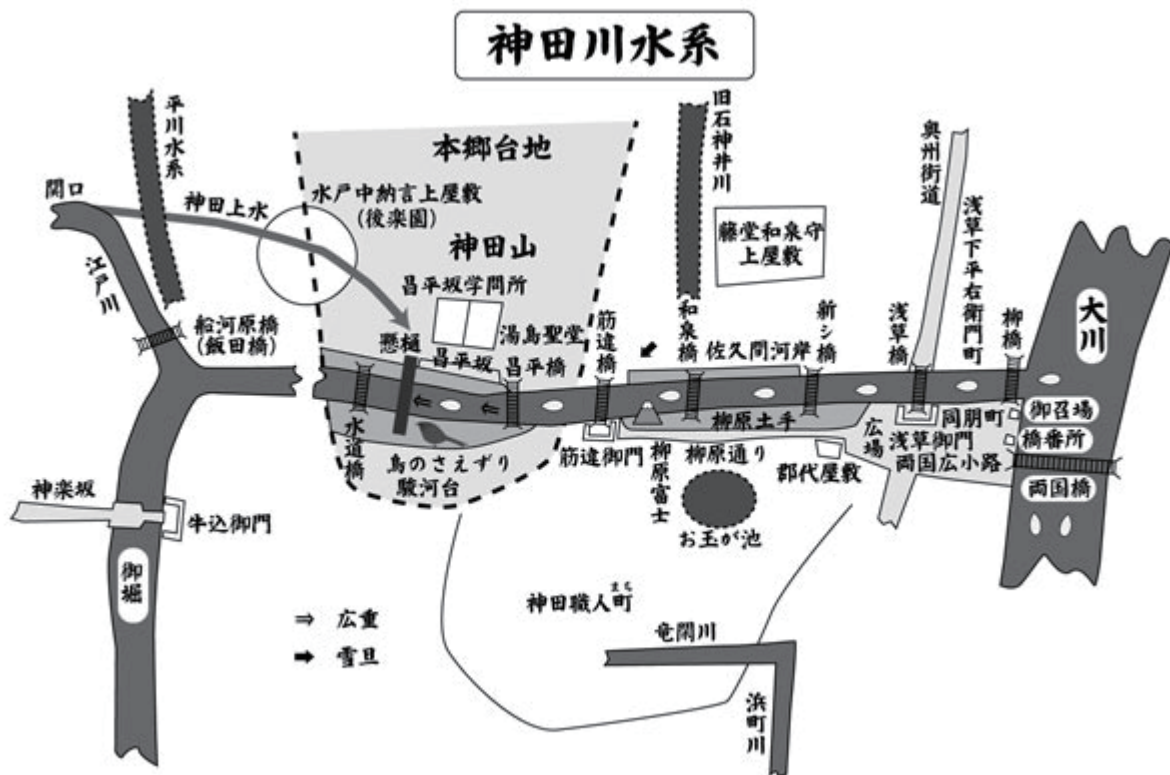 神田川水系
平川水系
関口
神田上水
江戸川
舩河原橋
(飯田橋)
本郷台地
水戸中納言上屋敷
(後楽園)
神田山
昌平坂学問所
湯島聖堂
懸樋
昌平坂
昌平橋
筋違橋
旧石神井川
藤堂和泉守
上屋敷
和泉橋
佐久間河岸
新シ橋
奥州街道
浅草下平右衛門町
浅草橋
柳橋
大川
水道橋
鳥のさえずり
駿河台
筋違御門
柳原富士
柳原土手
柳原通り
お玉が池
郡代屋敷
広場
浅草御門
同朋町
両国広小路
御召場
橋番所
両国橋
神楽坂
牛込御門
御堀
神田職人町
まち
竜閑川
浜町川
⇒ 広重
➡ 雪旦